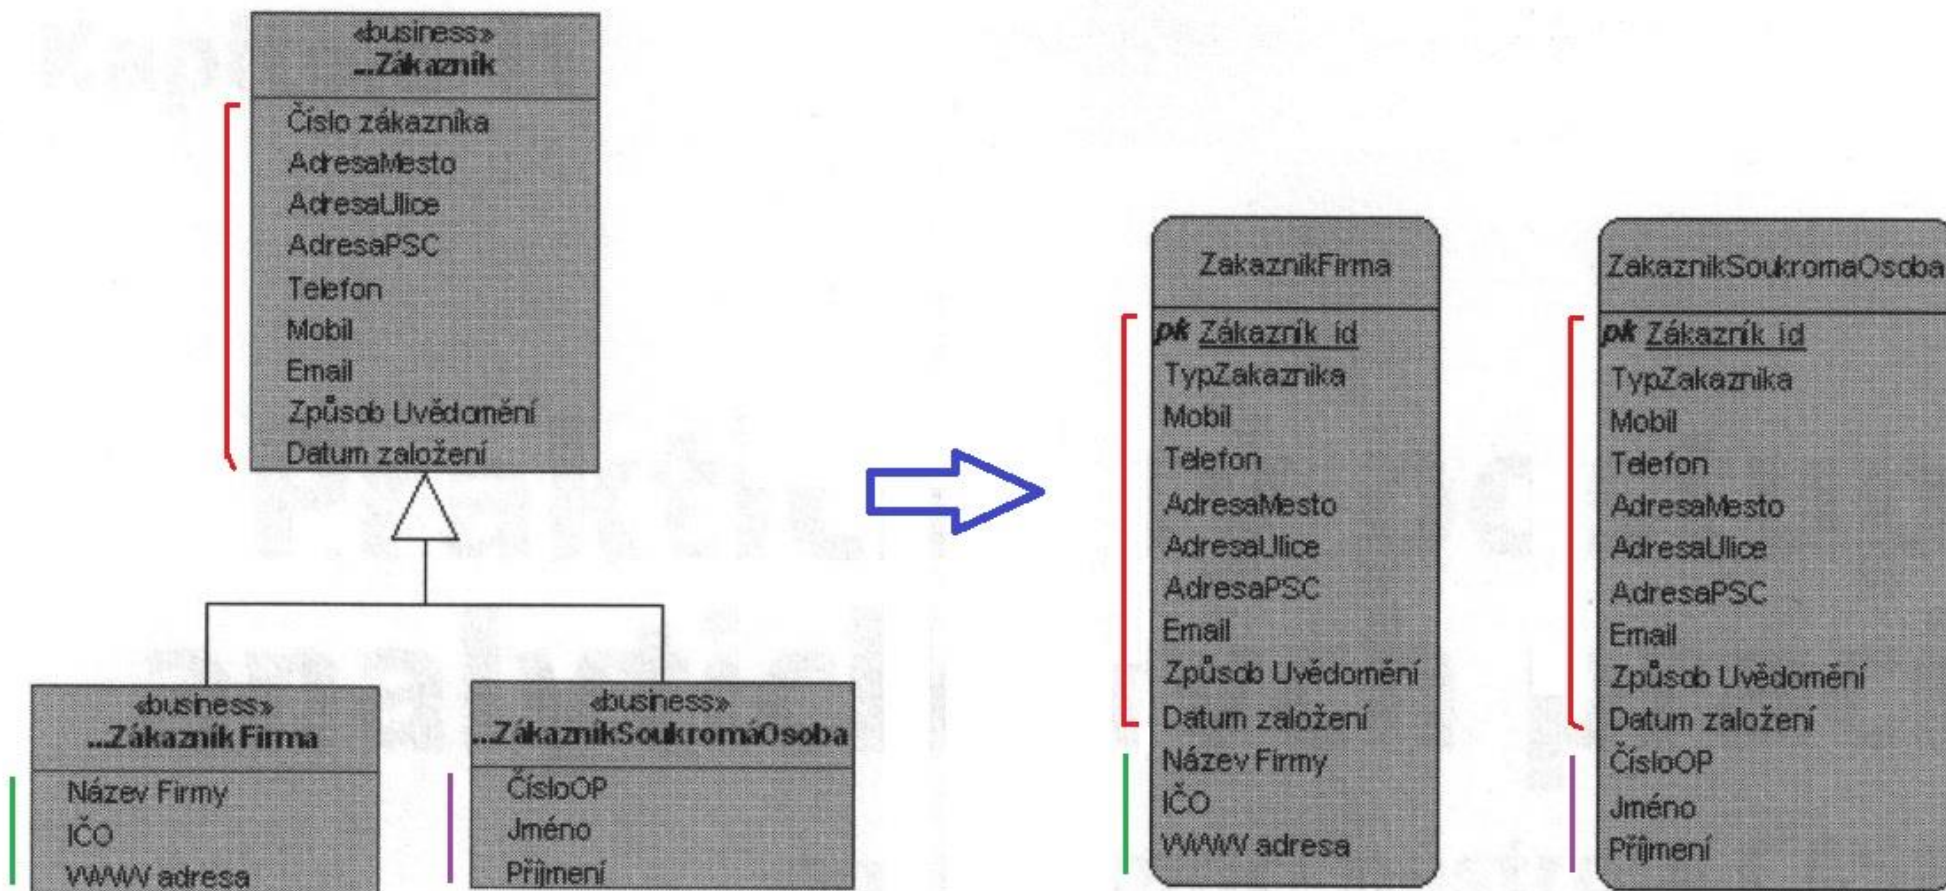 «business»
...Zákazník
Číslo zákazníka
AdresaMesto
AdresaUlice
AdresaPSC
Telefon
Mobil
Email
Způsob Uvědomění
Datum založení
«business»
...Zákazník Firma
Název Firmy
IČO
WWW adresa
«business»
...ZákazníkSoukromáOsoba
ČísloOP
Jméno
Příjmení
ZakaznikFirma
pk Zákazník_id
TypZakaznika
Mobil
Telefon
AdresaMesto
AdresaUlice
AdresaPSC
Email
Způsob Uvědomění
Datum založení
Název Firmy
IČO
WWW adresa
ZakaznikSoukromaOsoba
pk Zákazník_id
TypZakaznika
Mobil
Telefon
AdresaMesto
AdresaUlice
AdresaPSC
Email
Způsob Uvědomění
Datum založení
ČísloOP
Jméno
Příjmení